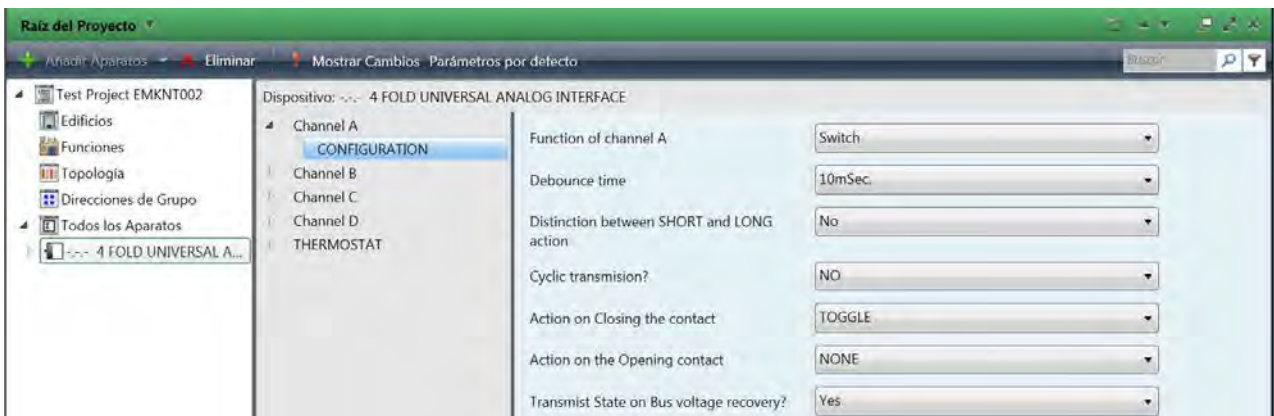 Raíz del Proyecto
Añadir Aparatos Eliminar Mostrar Cambios Parámetros por defecto Buscar
Test Project EMKNT002
Edificios
Funciones
Topología
Direcciones de Grupo
Todos los Aparatos
-.-.- 4 FOLD UNIVERSAL A...
Dispositivo: -.-.- 4 FOLD UNIVERSAL ANALOG INTERFACE
Channel A
CONFIGURATION
Channel B
Channel C
Channel D
THERMOSTAT
Function of channel A Switch
Debounce time 10mSec.
Distinction between SHORT and LONG No
action
Cyclic transmision? NO
Action on Closing the contact TOGGLE
Action on the Opening contact NONE
Transmist State on Bus voltage recovery? Yes